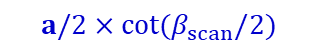 a/2 × cot(βscan/2)